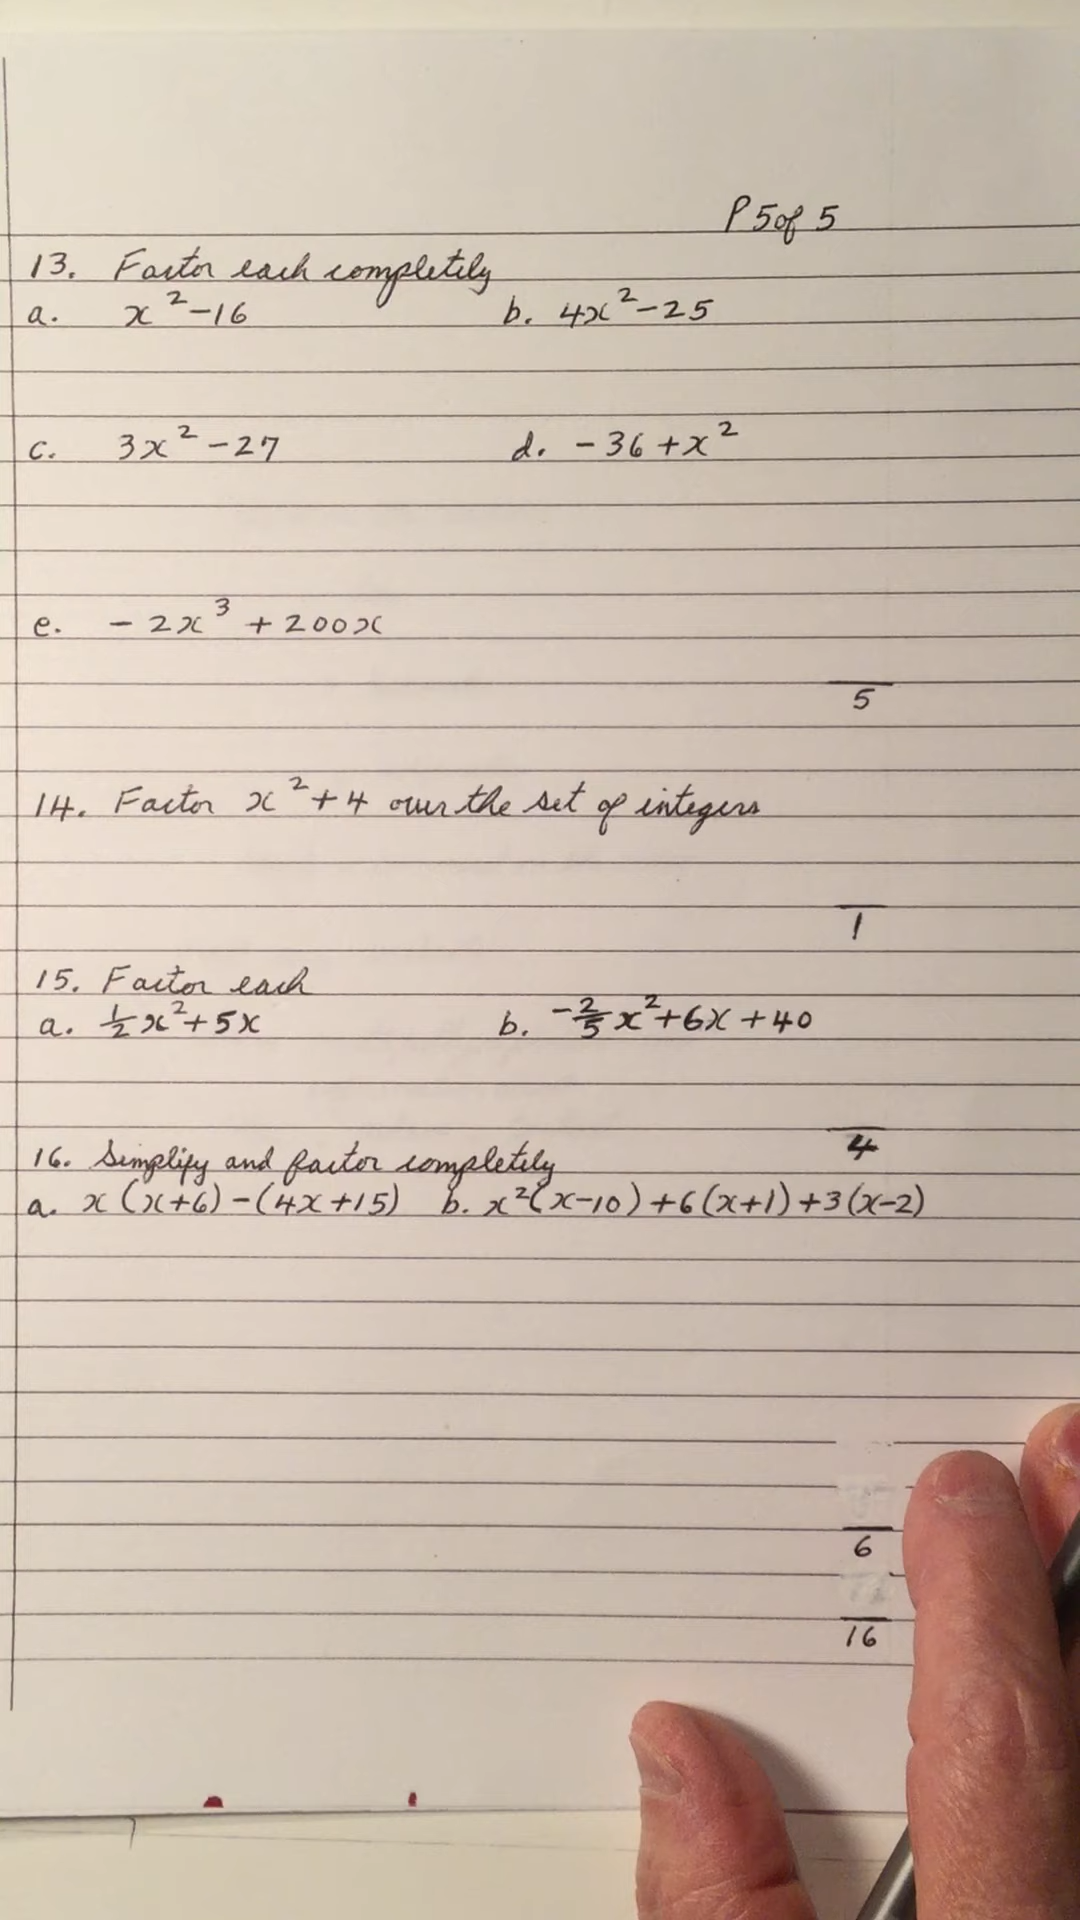 P 5 of 5
13. Factor each completely
a. x² - 16 b. 4x² - 25
c. 3x² - 27 d. - 36 + x²
e. - 2x³ + 200x
5
14. Factor x² + 4 over the set of integers
1
15. Factor each
a. ½x² + 5x b. -⅖x² + 6x + 40
4
16. Simplify and factor completely
a. x(x+6) - (4x+15) b. x²(x-10) + 6(x+1) + 3(x-2)
6
16